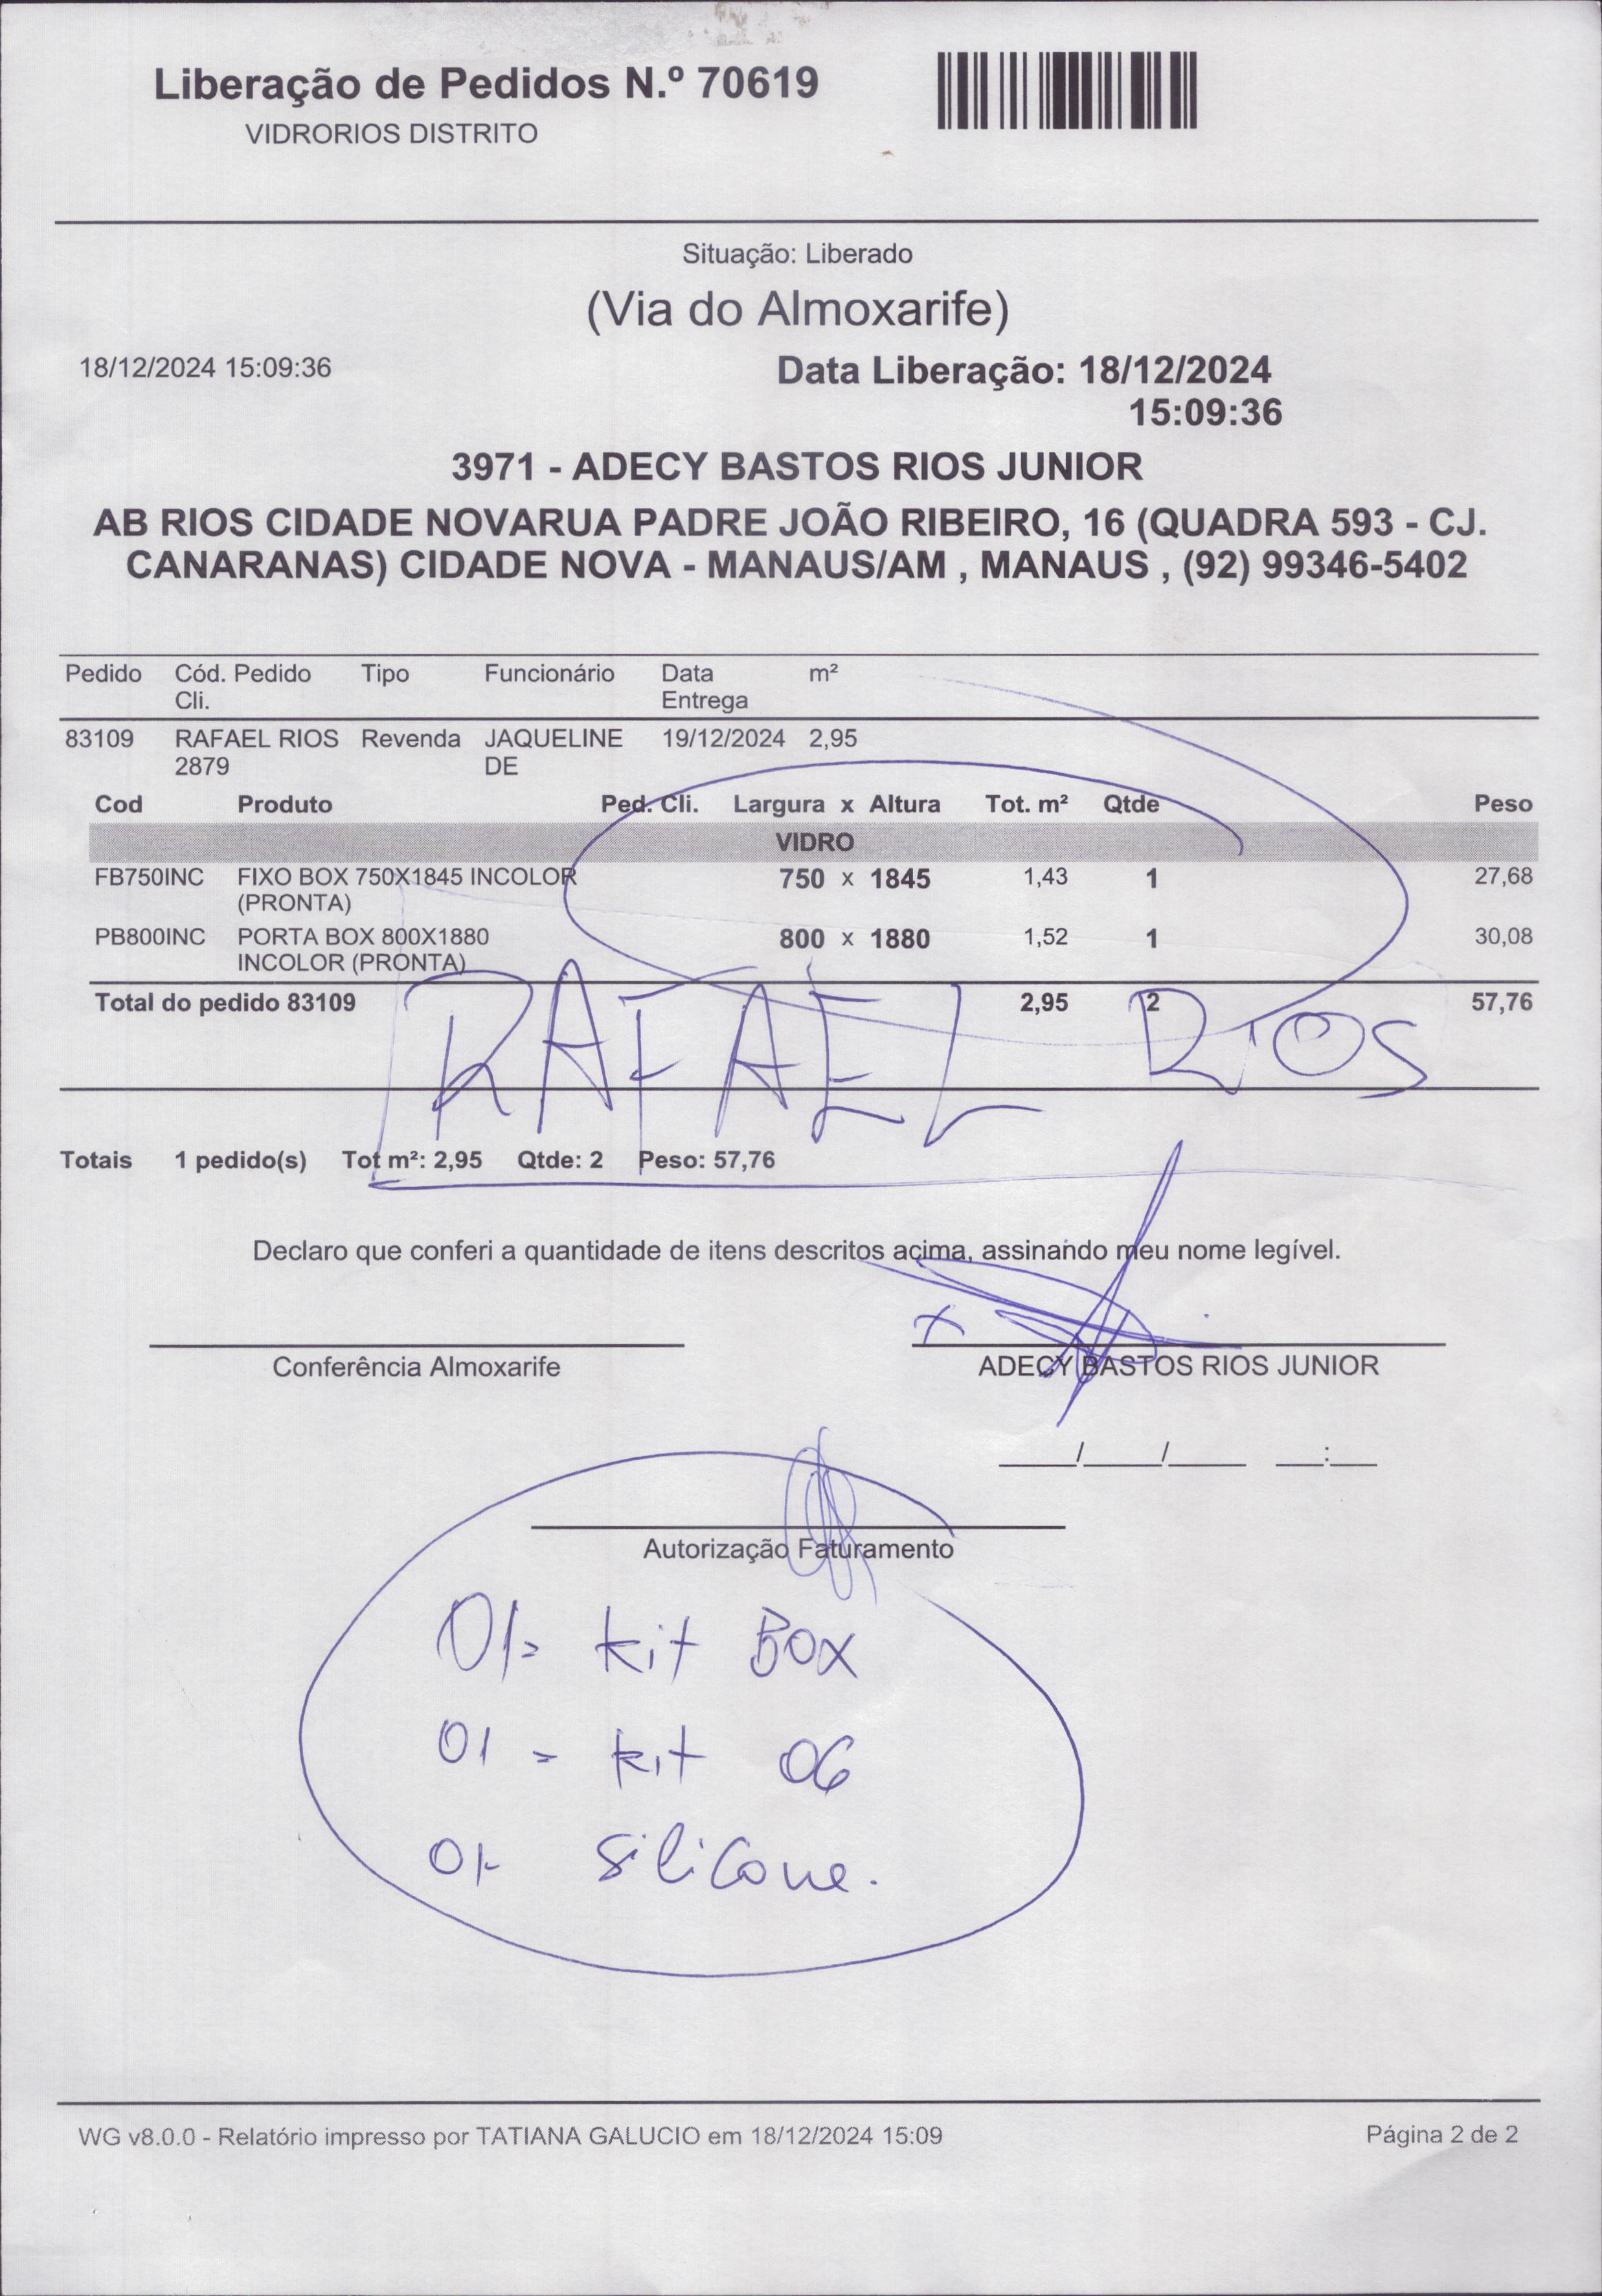 Liberação de Pedidos N.º 70619
VIDRORIOS DISTRITO
Situação: Liberado
(Via do Almoxarife)
18/12/2024 15:09:36
Data Liberação: 18/12/2024
15:09:36
3971 - ADECY BASTOS RIOS JUNIOR
AB RIOS CIDADE NOVARUA PADRE JOÃO RIBEIRO, 16 (QUADRA 593 - CJ.
CANARANAS) CIDADE NOVA - MANAUS/AM , MANAUS , (92) 99346-5402
Pedido Cód. Pedido Tipo Funcionário Data m²
Cli. Entrega
83109 RAFAEL RIOS Revenda JAQUELINE 19/12/2024 2,95
2879 DE
Cod Produto Ped. Cli. Largura x Altura Tot. m² Qtde Peso
VIDRO
FB750INC FIXO BOX 750X1845 INCOLOR 750 x 1845 1,43 1 27,68
(PRONTA)
PB800INC PORTA BOX 800X1880 800 x 1880 1,52 1 30,08
INCOLOR (PRONTA)
Total do pedido 83109 2,95 2 57,76
RAFAEL RIOS
Totais 1 pedido(s) Tot m²: 2,95 Qtde: 2 Peso: 57,76
Declaro que conferi a quantidade de itens descritos acima, assinando meu nome legível.
x
Conferência Almoxarife ADECY BASTOS RIOS JUNIOR
____/____/____ ___:___
Autorização Faturamento
01= kit BOX
01 = kit 06
01- Silicone.
WG v8.0.0 - Relatório impresso por TATIANA GALUCIO em 18/12/2024 15:09 Página 2 de 2